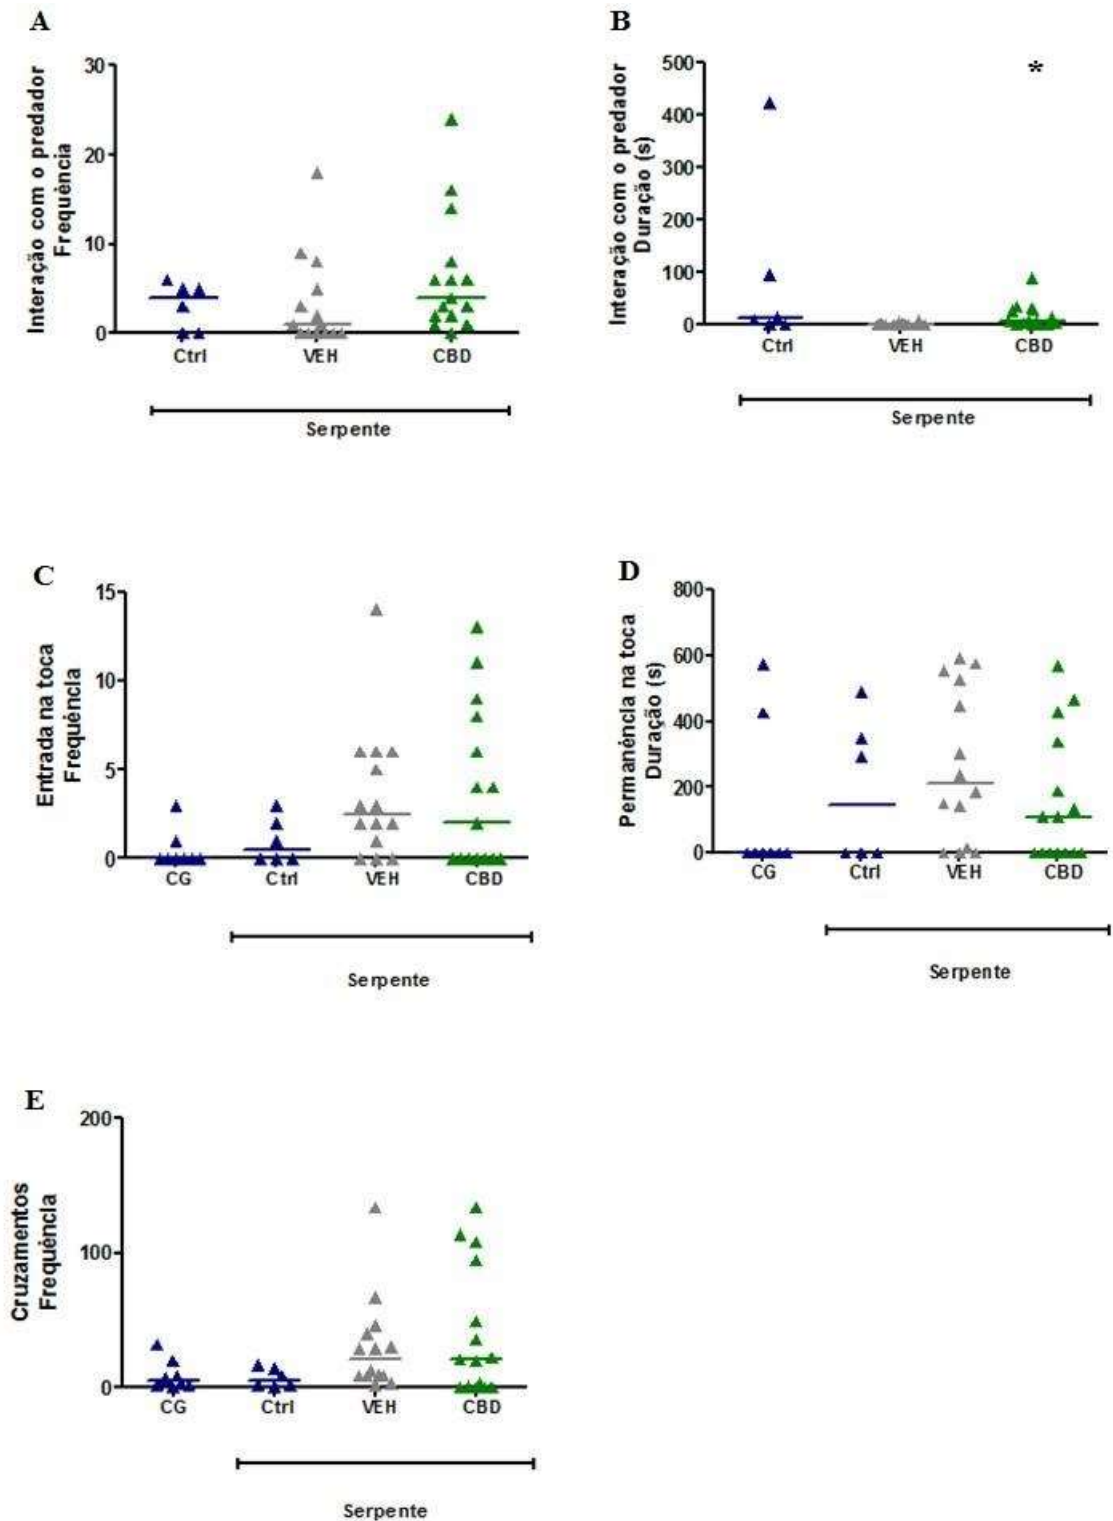 A
Interação com o predador
Frequência
30
20
10
0
Ctrl VEH CBD
Serpente
B
Interação com o predador
Duração (s)
500
400
300
200
100
0
*
Ctrl VEH CBD
Serpente
C
Entrada na toca
Frequência
15
10
5
0
CG Ctrl VEH CBD
Serpente
D
Permanência na toca
Duração (s)
800
600
400
200
0
CG Ctrl VEH CBD
Serpente
E
Cruzamentos
Frequência
200
100
0
CG Ctrl VEH CBD
Serpente